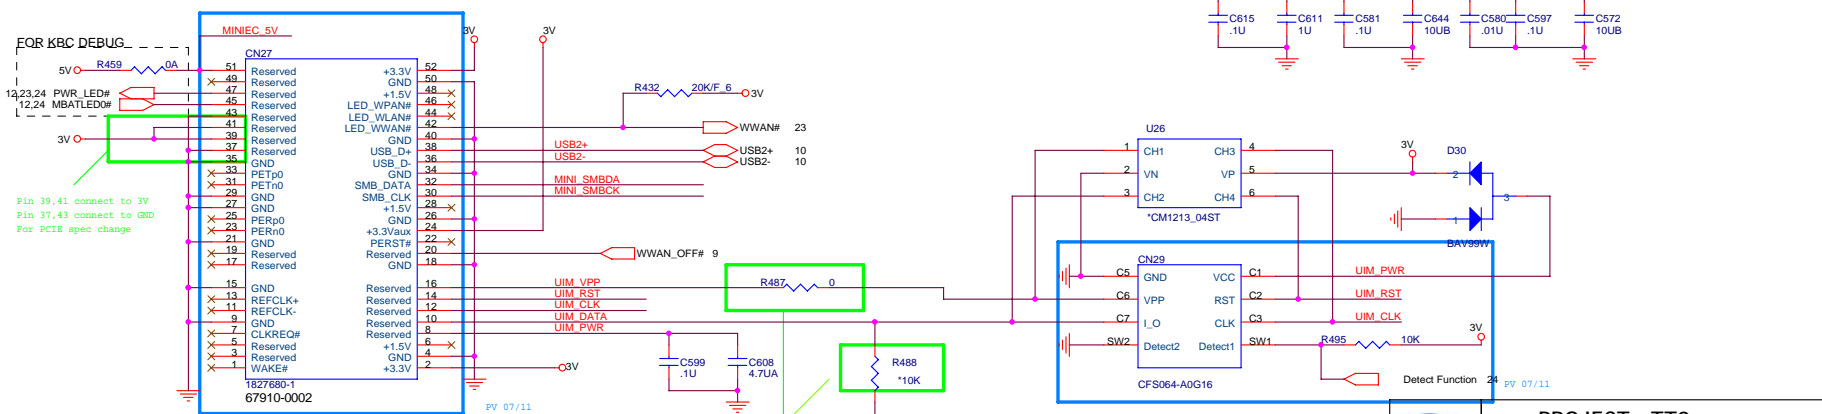 C615
.1U
C611
1U
C581
.1U
C644
10UB
C580
.01U
C597
.1U
C572
10UB
FOR KBC DEBUG
MINIEC_5V
CN27
3V
3V
5V
R459
0A
12,23,24 PWR_LED#
12,24 MBATLED0#
3V
51 Reserved +3.3V 52
49 Reserved GND 50
47 Reserved +1.5V 48
45 Reserved LED_WPAN# 46
43 Reserved LED_WLAN# 44
41 Reserved LED_WWAN# 42
39 Reserved GND 40
37 Reserved USB_D+ 38
35 GND USB_D- 36
33 PETp0 GND 34
31 PETn0 SMB_DATA 32
29 GND SMB_CLK 30
27 GND +1.5V 28
25 PERp0 GND 26
23 PERn0 +3.3Vaux 24
21 GND PERST# 22
19 Reserved Reserved 20
17 Reserved GND 18
15 GND Reserved 16
13 REFCLK+ Reserved 14
11 REFCLK- Reserved 12
9 GND Reserved 10
7 CLKREQ# Reserved 8
5 Reserved +1.5V 6
3 Reserved GND 4
1 WAKE# +3.3V 2
1827680-1
67910-0002
PV 07/11
Pin 39,41 connect to 3V
Pin 37,43 connect to GND
For PCIE spec change
R432
20K/F_6
3V
WWAN# 23
USB2+ USB2+ 10
USB2- USB2- 10
MINI_SMBDA
MINI_SMBCK
WWAN_OFF# 9
UIM_VPP
UIM_RST
UIM_CLK
UIM_DATA
UIM_PWR
R487
0
C599
.1U
C608
4.7UA
3V
R488
*10K
U26
1 CH1 CH3 4
2 VN VP 5
3 CH2 CH4 6
*CM1213_04ST
3V
D30
2
3
1
BAV99W
CN29
C5 GND VCC C1 UIM_PWR
C6 VPP RST C2 UIM_RST
C7 I_O CLK C3 UIM_CLK
SW2 Detect2 Detect1 SW1
R495
10K
3V
CFS064-A0G16
Detect Function 24
PV 07/11